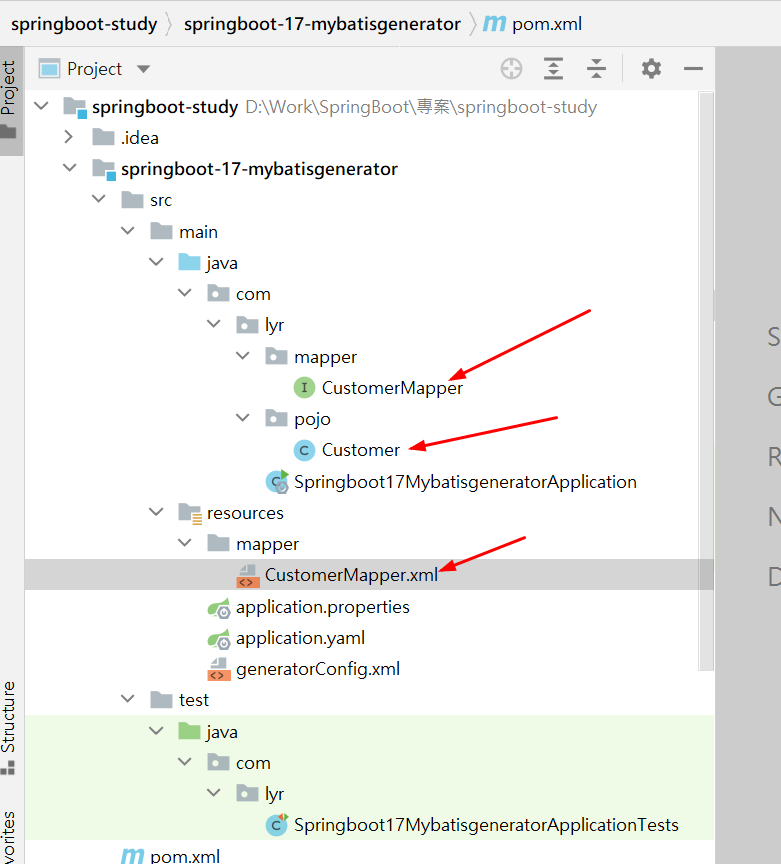 springboot-study springboot-17-mybatisgenerator pom.xml
Project
Project
springboot-study D:\Work\SpringBoot\專案\springboot-study
.idea
springboot-17-mybatisgenerator
src
main
java
com
lyr
mapper
CustomerMapper
pojo
Customer
Springboot17MybatisgeneratorApplication
resources
mapper
CustomerMapper.xml
application.properties
application.yaml
generatorConfig.xml
test
java
com
lyr
Springboot17MybatisgeneratorApplicationTests
pom.xml
Structure
vorites
S
G
R
N
D